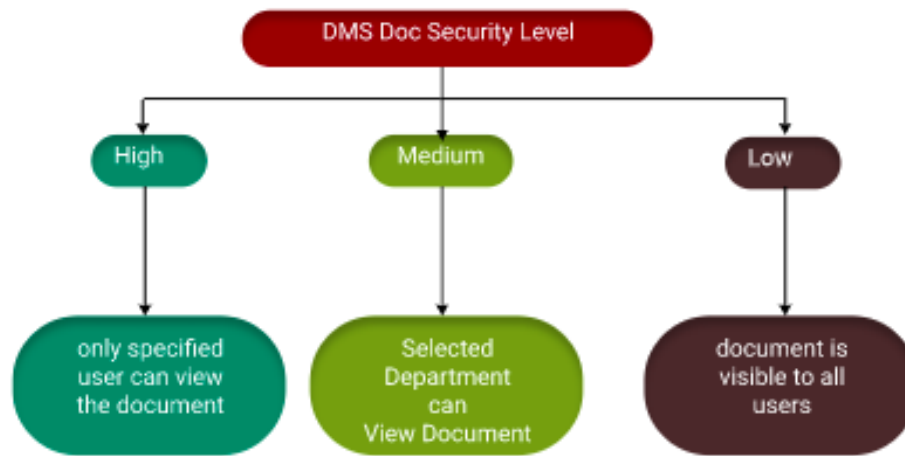 DMS Doc Security Level
High
Medium
Low
only specified
user can view
the document
Selected
Department
can
View Document
document is
visible to all
users